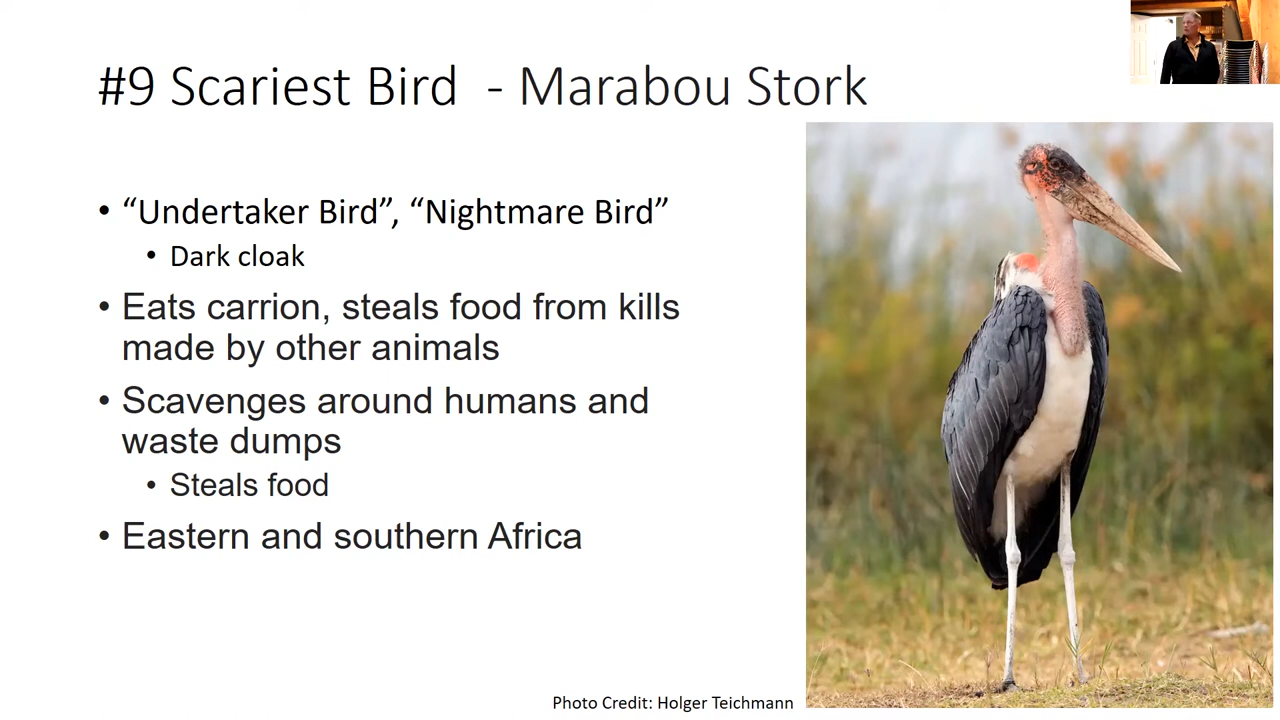 #9 Scariest Bird - Marabou Stork
• “Undertaker Bird”, “Nightmare Bird”
• Dark cloak
• Eats carrion, steals food from kills
made by other animals
• Scavenges around humans and
waste dumps
• Steals food
• Eastern and southern Africa
Photo Credit: Holger Teichmann